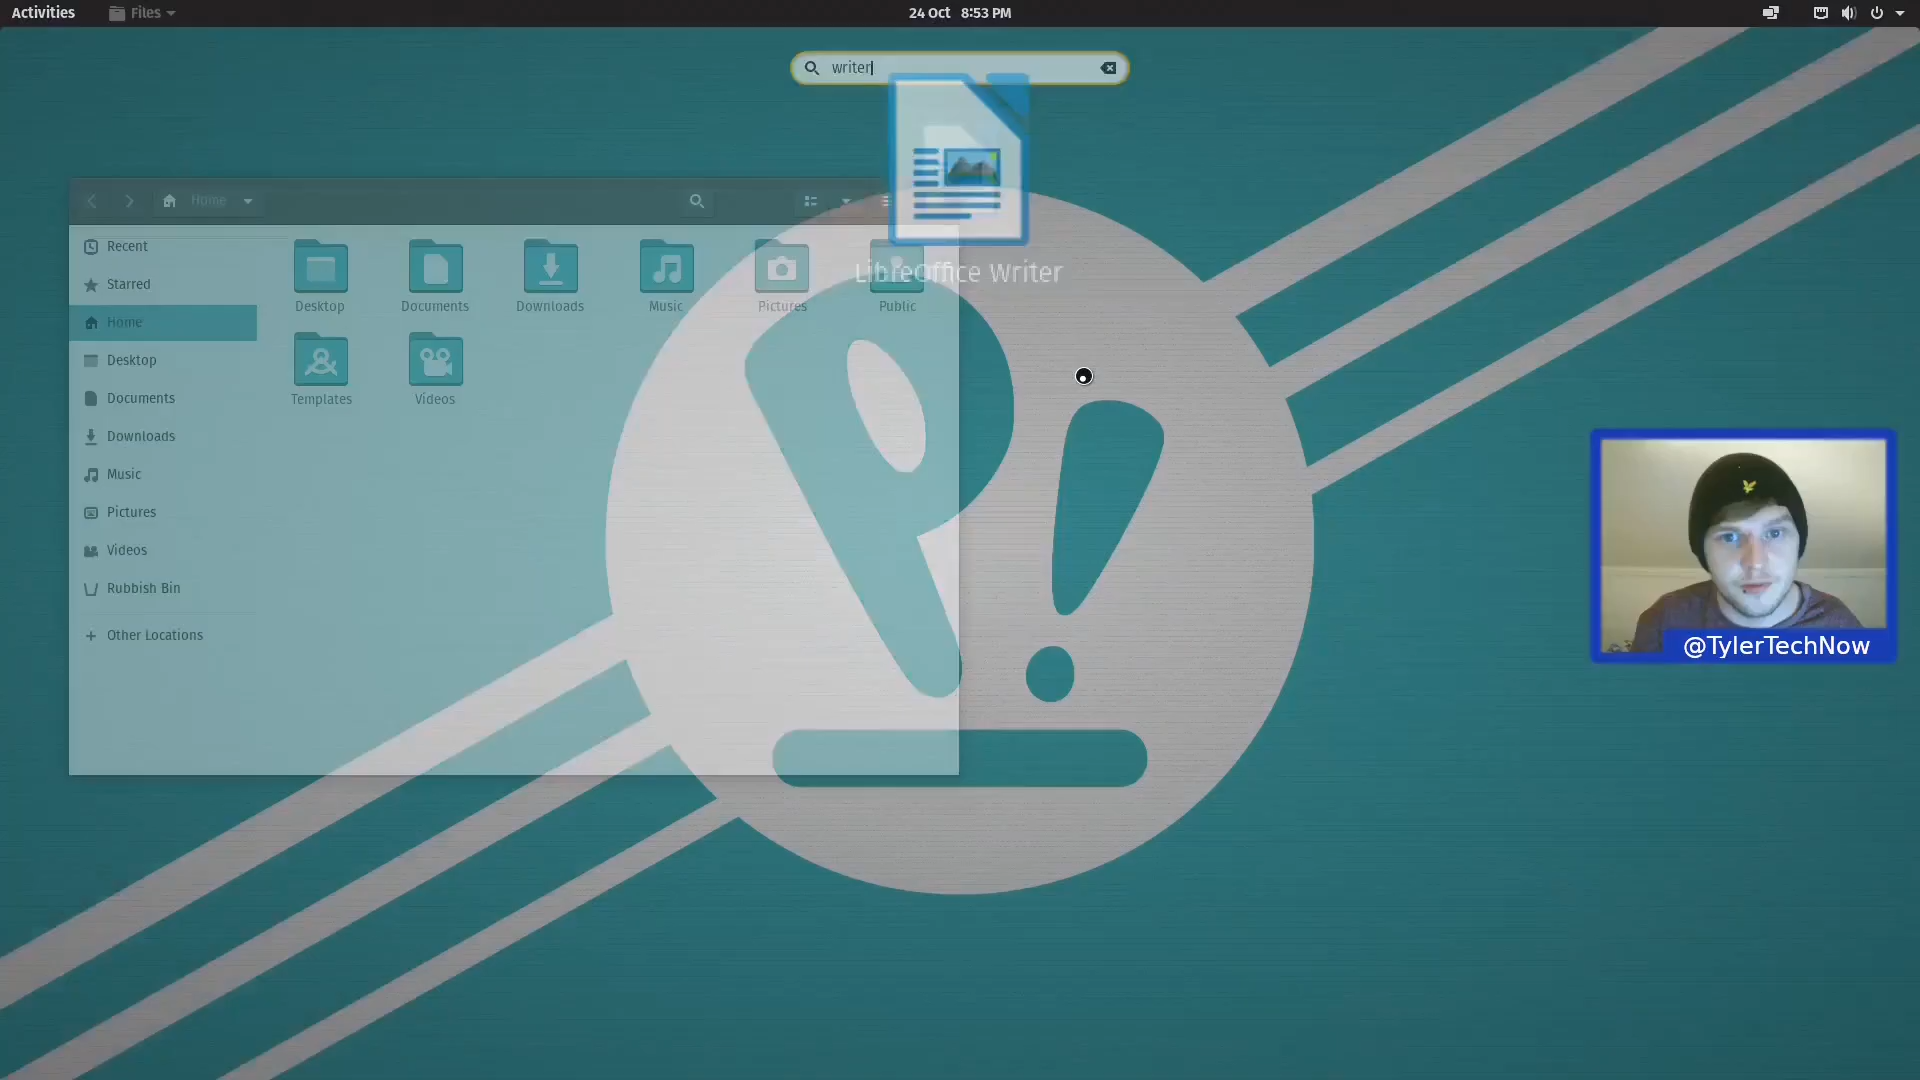 Activities
Files
24 Oct 8:53 PM
writer
LibreOffice Writer
Home
Recent
Starred
Home
Desktop
Documents
Downloads
Music
Pictures
Videos
Rubbish Bin
Other Locations
Desktop
Documents
Downloads
Music
Pictures
Public
Templates
Videos
@TylerTechNow